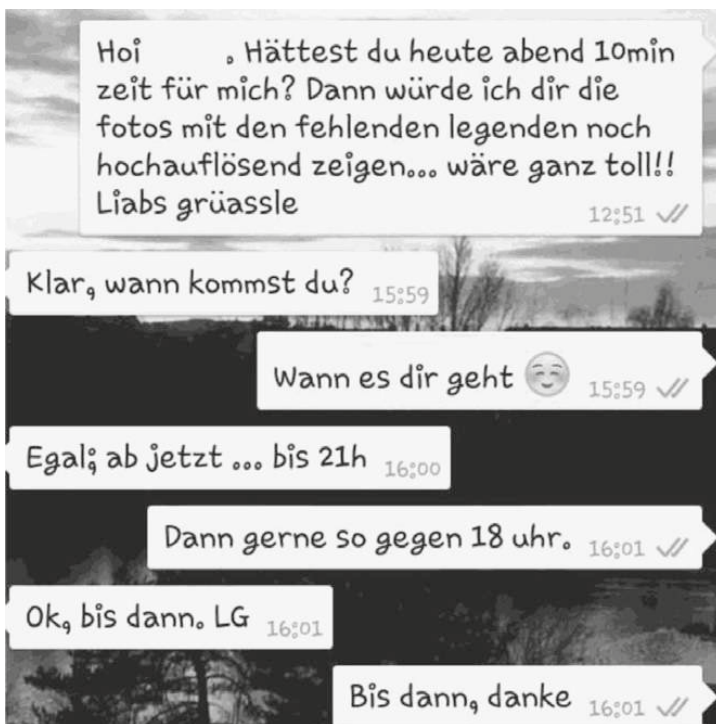 Hoi . Hättest du heute abend 10min
zeit für mich? Dann würde ich dir die
fotos mit den fehlenden legenden noch
hochauflösend zeigen... wäre ganz toll!!
Liabs grüassle
12:51
Klar, wann kommst du? 15:59
Wann es dir geht 15:59
Egal; ab jetzt ... bis 21h 16:00
Dann gerne so gegen 18 uhr. 16:01
Ok, bis dann. LG 16:01
Bis dann, danke 16:01